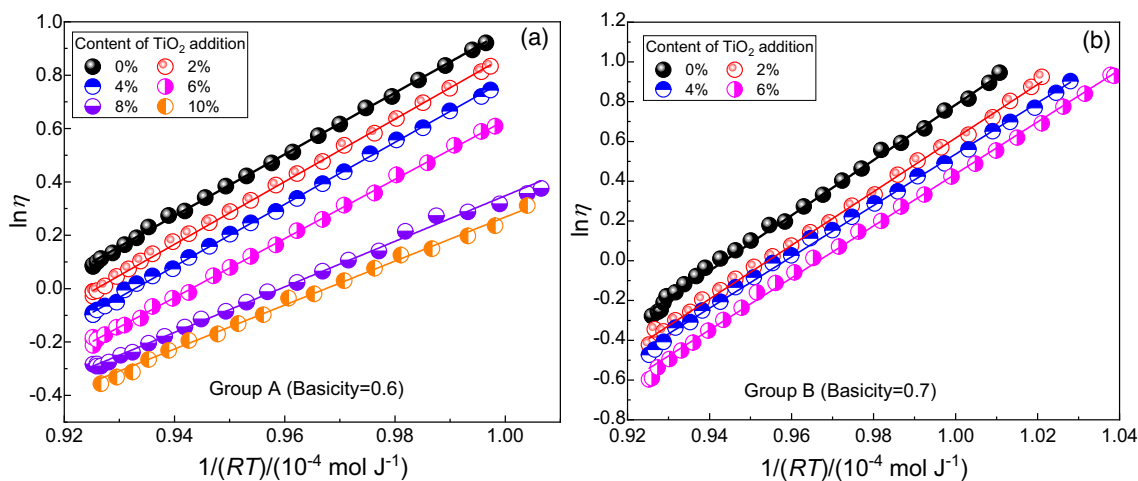 (a)
Content of TiO₂ addition
0% 2%
4% 6%
8% 10%
1.0
0.8
0.6
0.4
0.2
0.0
-0.2
-0.4
lnη
Group A (Basicity=0.6)
0.92 0.94 0.96 0.98 1.00
1/(RT)/(10⁻⁴ mol J⁻¹)
(b)
Content of TiO₂ addition
0% 2%
4% 6%
1.2
1.0
0.8
0.6
0.4
0.2
0.0
-0.2
-0.4
-0.6
-0.8
lnη
Group B (Basicity=0.7)
0.92 0.94 0.96 0.98 1.00 1.02 1.04
1/(RT)/(10⁻⁴ mol J⁻¹)